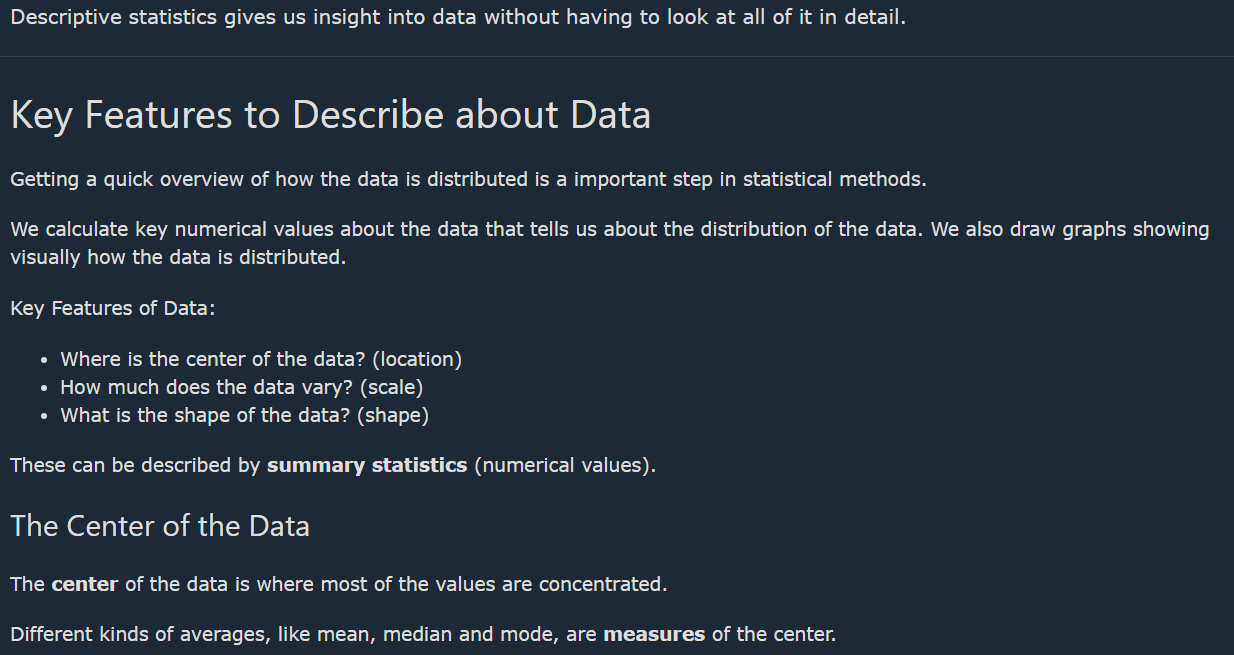 Descriptive statistics gives us insight into data without having to look at all of it in detail.
Key Features to Describe about Data
Getting a quick overview of how the data is distributed is a important step in statistical methods.
We calculate key numerical values about the data that tells us about the distribution of the data. We also draw graphs showing
visually how the data is distributed.
Key Features of Data:
• Where is the center of the data? (location)
• How much does the data vary? (scale)
• What is the shape of the data? (shape)
These can be described by summary statistics (numerical values).
The Center of the Data
The center of the data is where most of the values are concentrated.
Different kinds of averages, like mean, median and mode, are measures of the center.